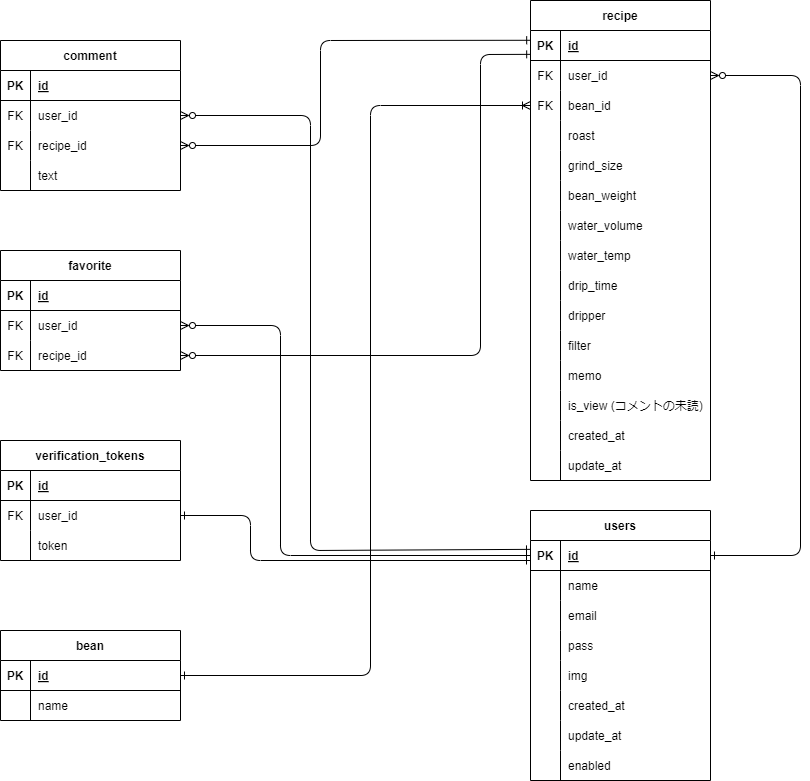 comment
PK id
FK user_id
FK recipe_id
text
favorite
PK id
FK user_id
FK recipe_id
verification_tokens
PK id
FK user_id
token
bean
PK id
name
recipe
PK id
FK user_id
FK bean_id
roast
grind_size
bean_weight
water_volume
water_temp
drip_time
dripper
filter
memo
is_view (コメントの未読)
created_at
update_at
users
PK id
name
email
pass
img
created_at
update_at
enabled